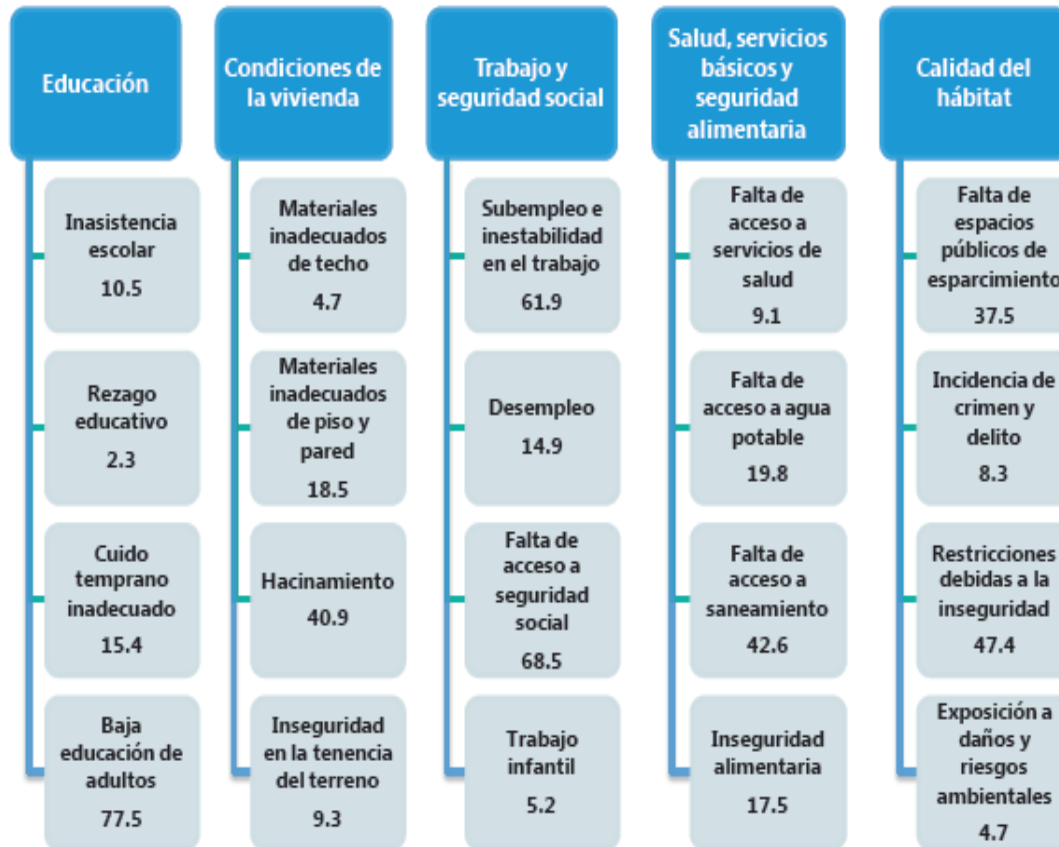 Educación
Inasistencia
escolar
10.5
Rezago
educativo
2.3
Cuido
temprano
inadecuado
15.4
Baja
educación de
adultos
77.5
Condiciones de
la vivienda
Materiales
inadecuados
de techo
4.7
Materiales
inadecuados
de piso y
pared
18.5
Hacinamiento
40.9
Inseguridad
en la tenencia
del terreno
9.3
Trabajo y
seguridad social
Subempleo e
inestabilidad
en el trabajo
61.9
Desempleo
14.9
Falta de
acceso a
seguridad
social
68.5
Trabajo
infantil
5.2
Salud, servicios
básicos y
seguridad
alimentaria
Falta de
acceso a
servicios de
salud
9.1
Falta de
acceso a agua
potable
19.8
Falta de
acceso a
saneamiento
42.6
Inseguridad
alimentaria
17.5
Calidad del
hábitat
Falta de
espacios
públicos de
esparcimiento
37.5
Incidencia de
crimen y
delito
8.3
Restricciones
debidas a la
inseguridad
47.4
Exposición a
daños y
riesgos
ambientales
4.7